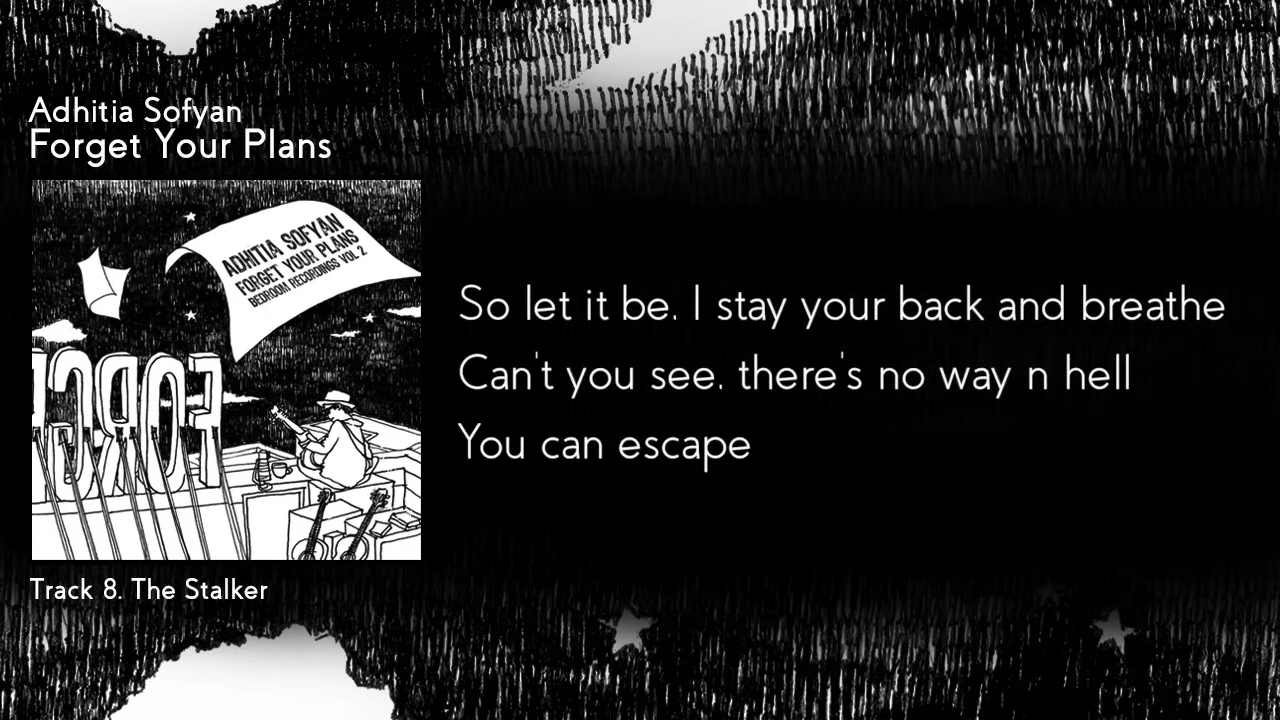 Adhitia Sofyan
Forget Your Plans
ADHITIA SOFYAN
FORGET YOUR PLANS
BEDROOM RECORDINGS VOL 2
FORG
So let it be. I stay your back and breathe
Can't you see. there's no way n hell
You can escape
Track 8. The Stalker